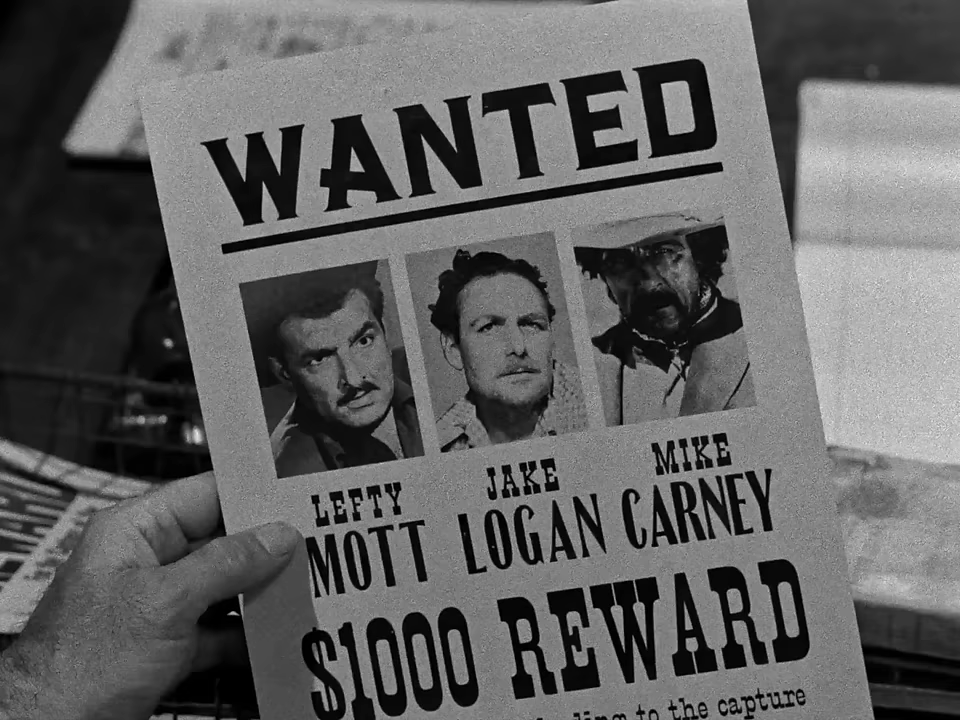 WANTED
LEFTY JAKE MIKE
MOTT LOGAN CARNEY
$1000 REWARD
to the capture